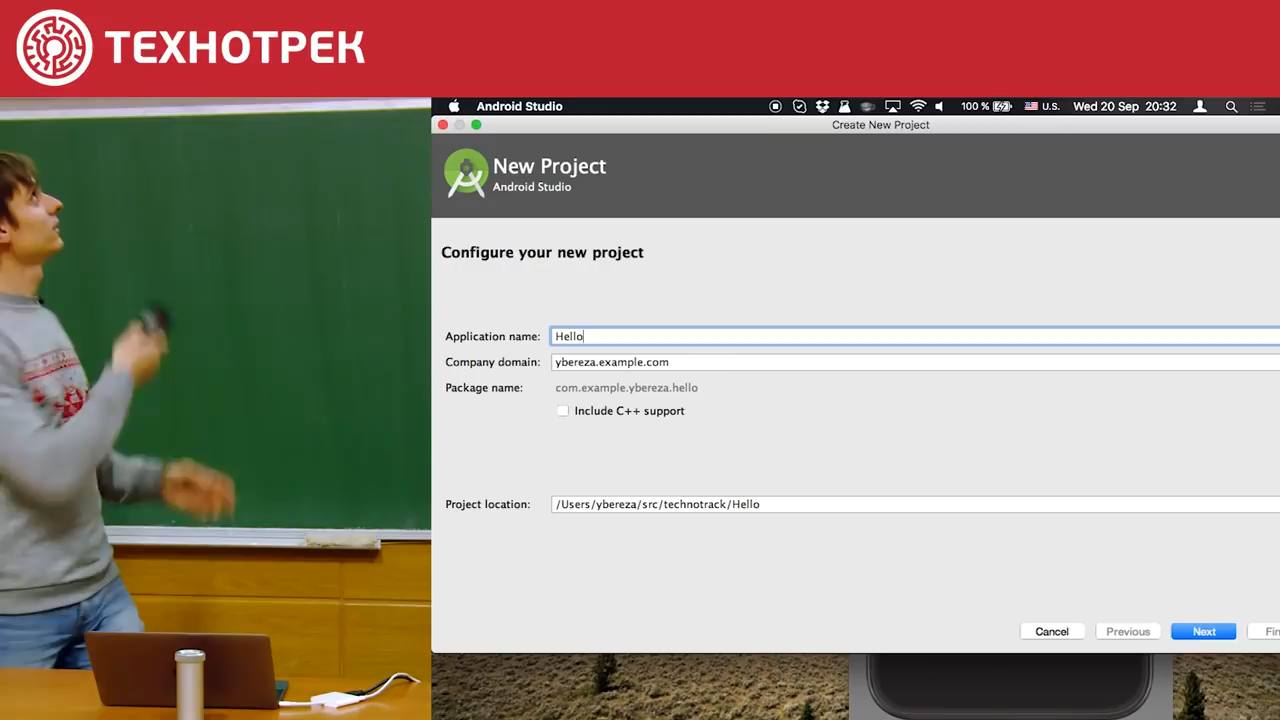 ТЕХНОТРЕК
Android Studio
100 %
U.S.
Wed 20 Sep 20:32
Create New Project
New Project
Android Studio
Configure your new project
Application name: Hello
Company domain: ybereza.example.com
Package name: com.example.ybereza.hello
Include C++ support
Project location: /Users/ybereza/src/technotrack/Hello
Cancel
Previous
Next
Fin